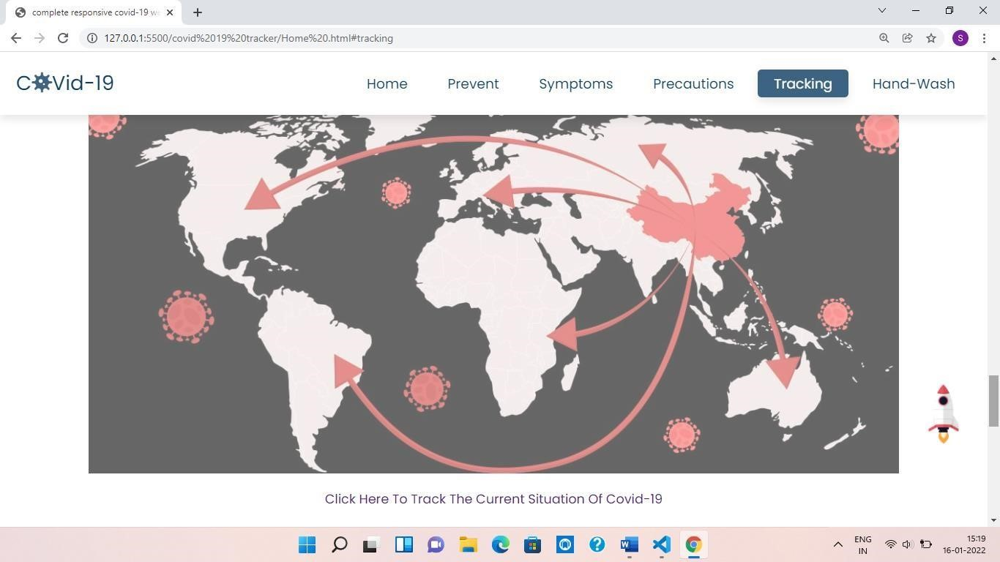 complete responsive covid-19 we
127.0.0.1:5500/covid%2019%20tracker/Home%20.html#tracking
S
COVid-19
Home Prevent Symptoms Precautions Tracking Hand-Wash
Click Here To Track The Current Situation Of Covid-19
ENG
IN
15:19
16-01-2022